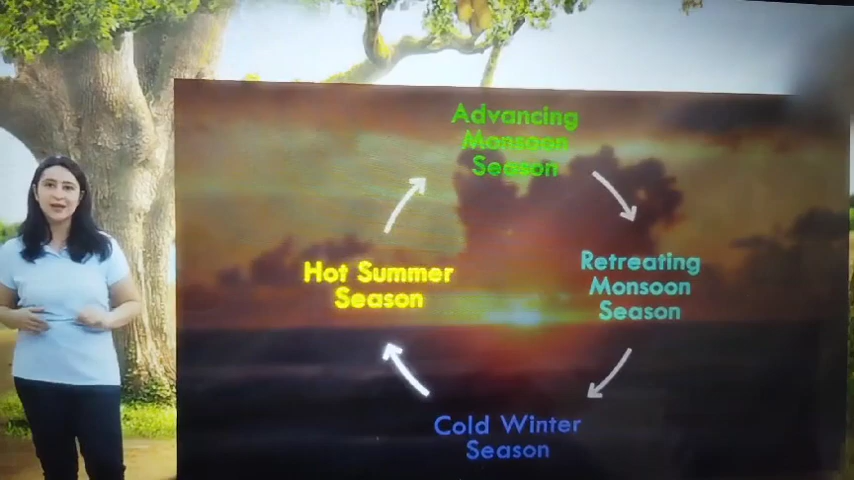 Advancing
Monsoon
Season
Hot Summer
Season
Retreating
Monsoon
Season
Cold Winter
Season